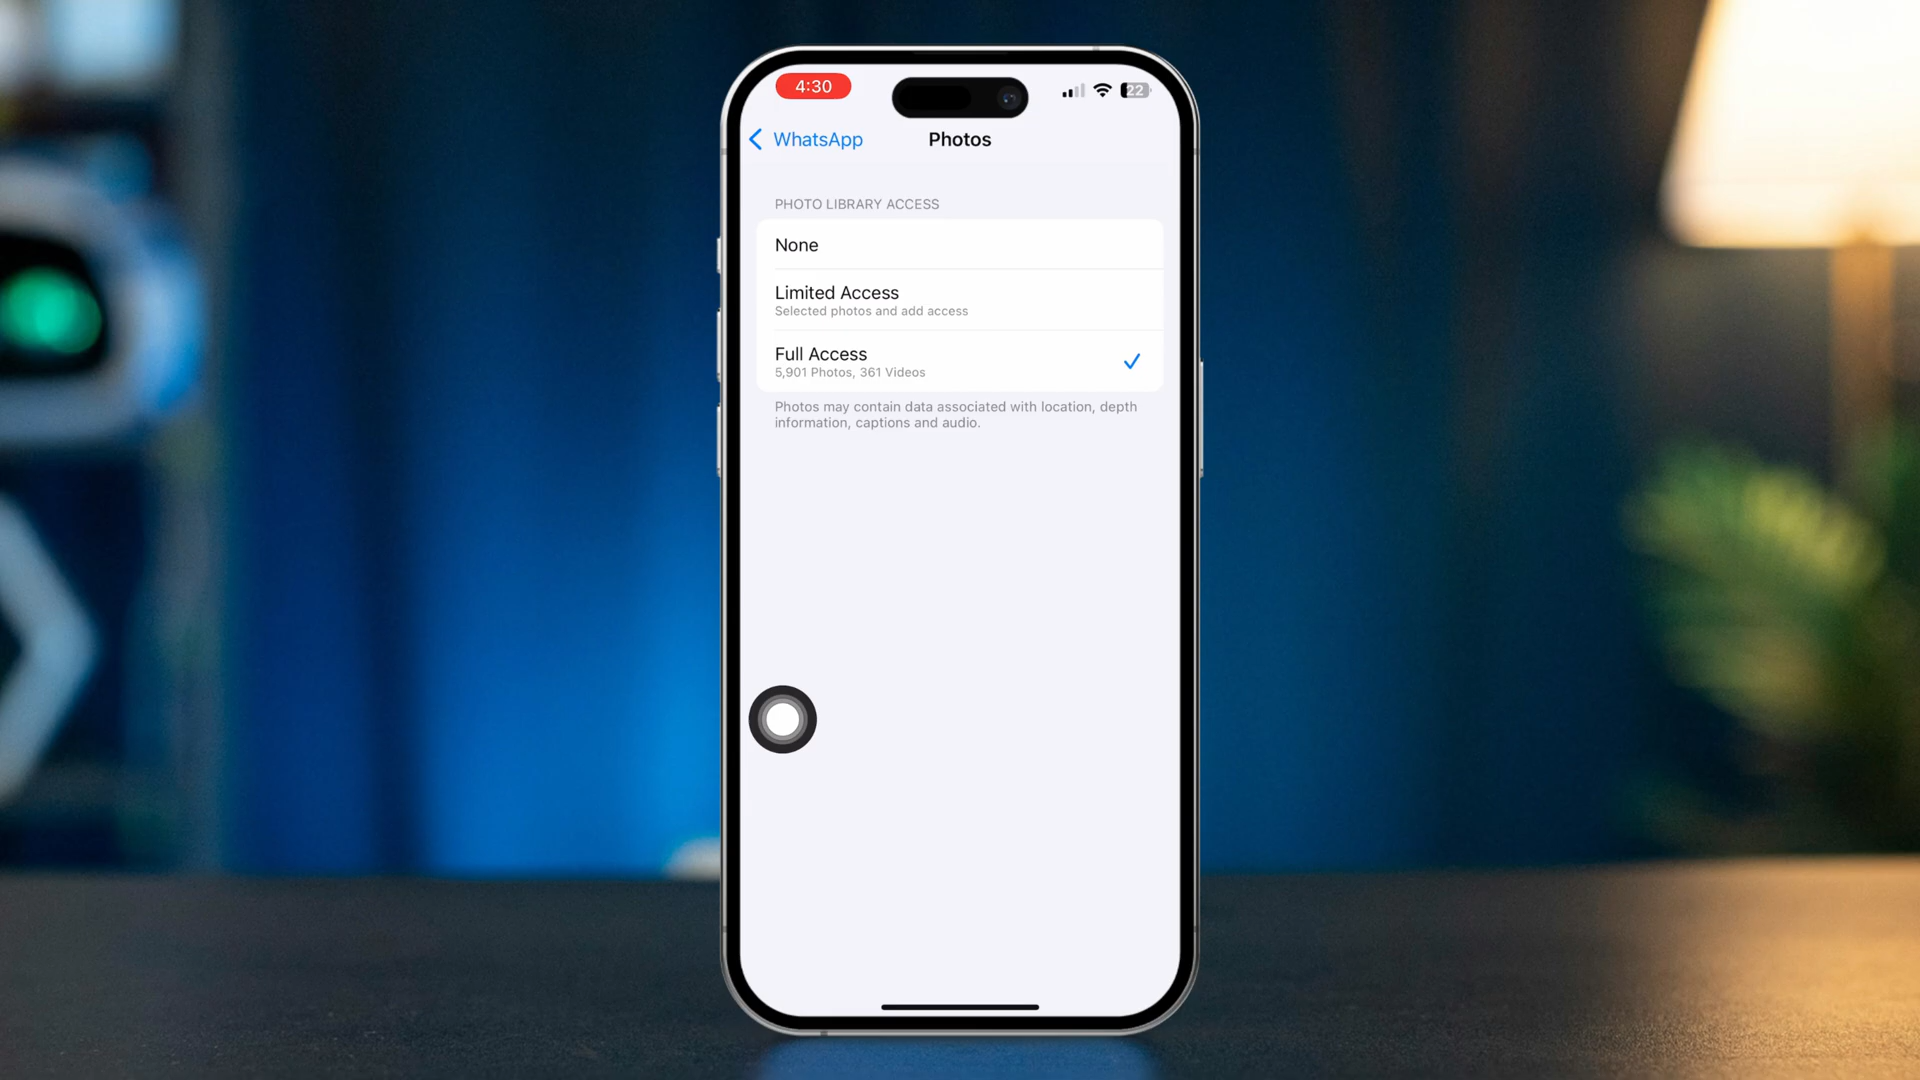 4:30
22
WhatsApp
Photos
PHOTO LIBRARY ACCESS
None
Limited Access
Selected photos and add access
Full Access
5,901 Photos, 361 Videos
Photos may contain data associated with location, depth
information, captions and audio.